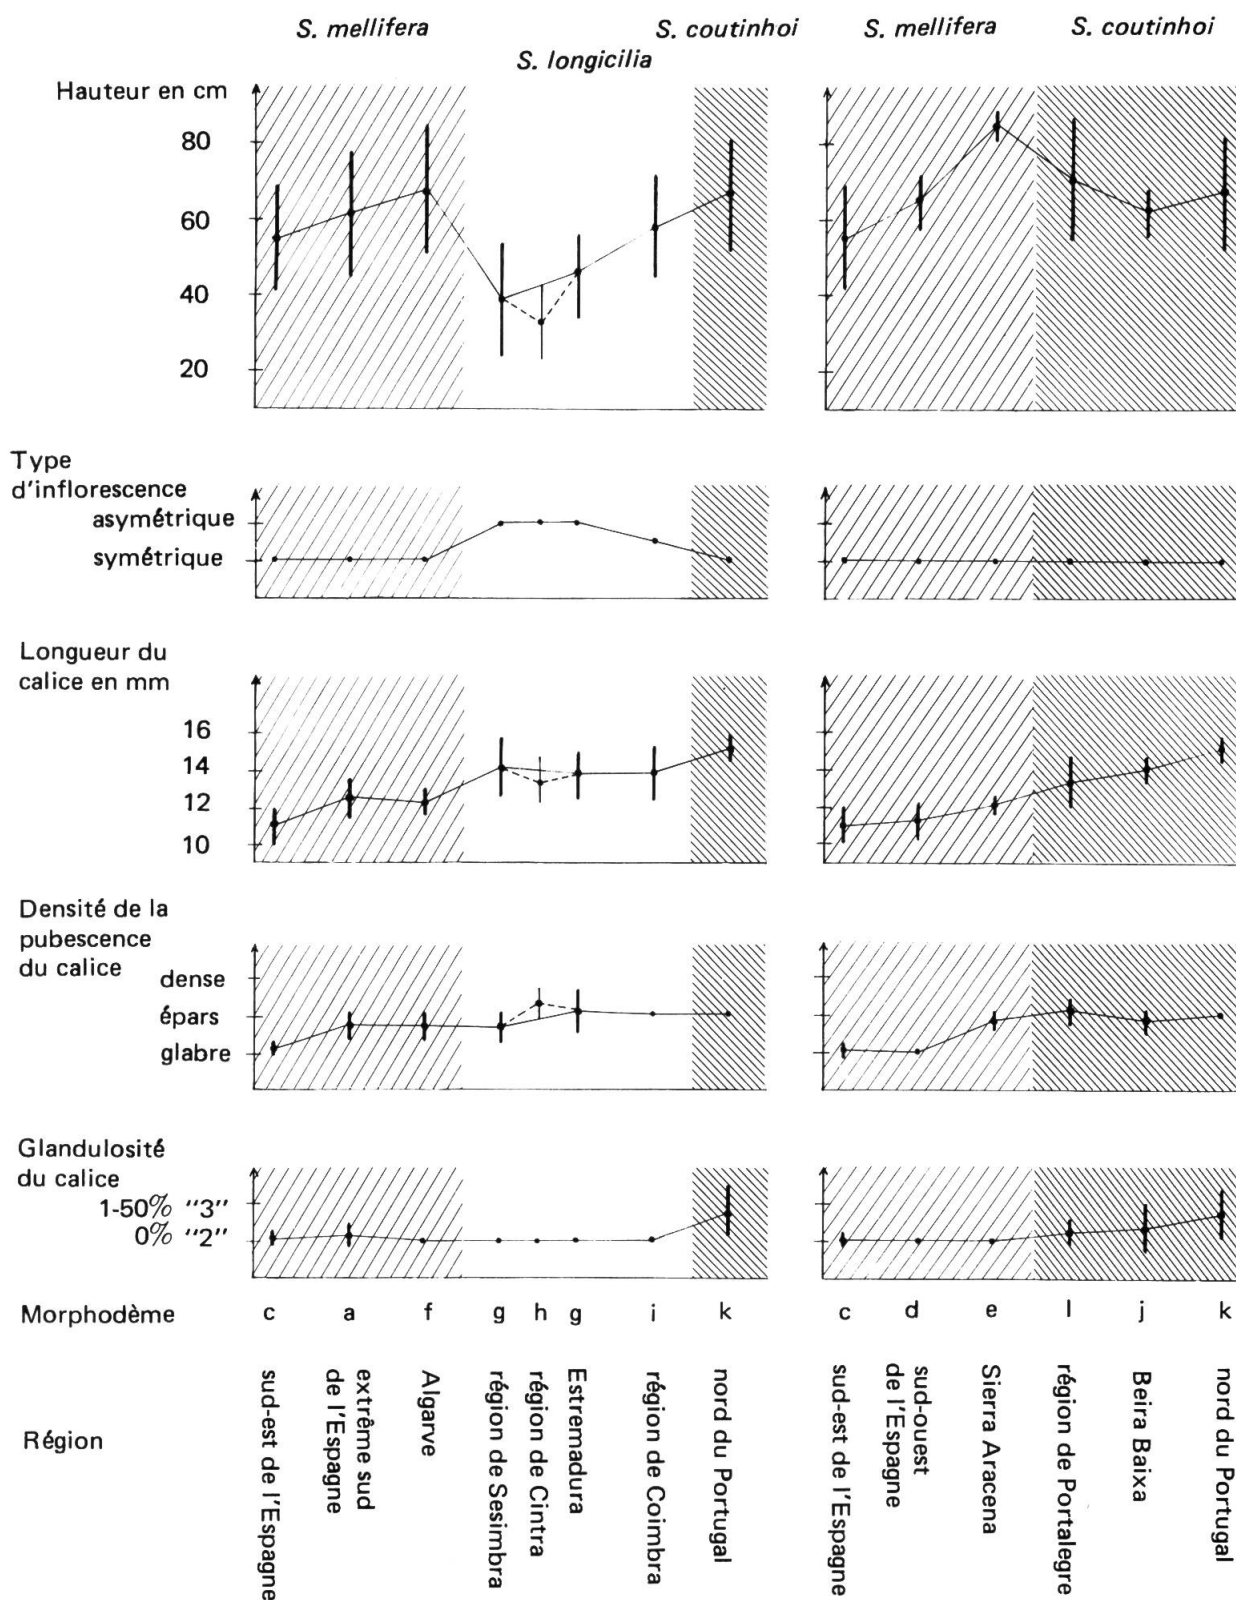 S. mellifera
S. longicilia
S. coutinhoi
S. mellifera
S. coutinhoi
Hauteur en cm
80
60
40
20
Type
d'inflorescence
asymétrique
symétrique
Longueur du
calice en mm
16
14
12
10
Densité de la
pubescence
du calice
dense
épars
glabre
Glandulosité
du calice
1-50% "3"
0% "2"
Morphodème
c a f g h g i k c d e l j k
Région
sud-est de l'Espagne
extrême sud
de l'Espagne
Algarve
région de Sesimbra
région de Cintra
Estremadura
région de Coimbra
nord du Portugal
sud-est de l'Espagne
sud-ouest
de l'Espagne
Sierra Aracena
région de Portalegre
Beira Baixa
nord du Portugal